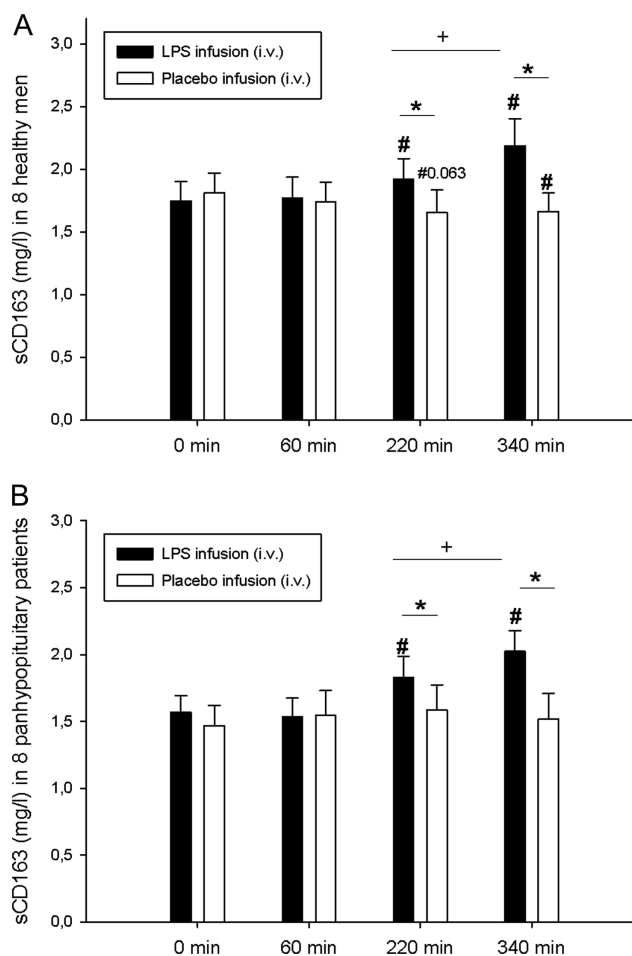 A
sCD163 (mg/l) in 8 healthy men
3,0
2,5
2,0
1,5
1,0
0,5
0,0
LPS infusion (i.v.)
Placebo infusion (i.v.)
+
*
*
#
#
#0.063
#
0 min
60 min
220 min
340 min
B
sCD163 (mg/l) in 8 panhypopituitary patients
3,0
2,5
2,0
1,5
1,0
0,5
0,0
LPS infusion (i.v.)
Placebo infusion (i.v.)
+
*
*
#
#
0 min
60 min
220 min
340 min